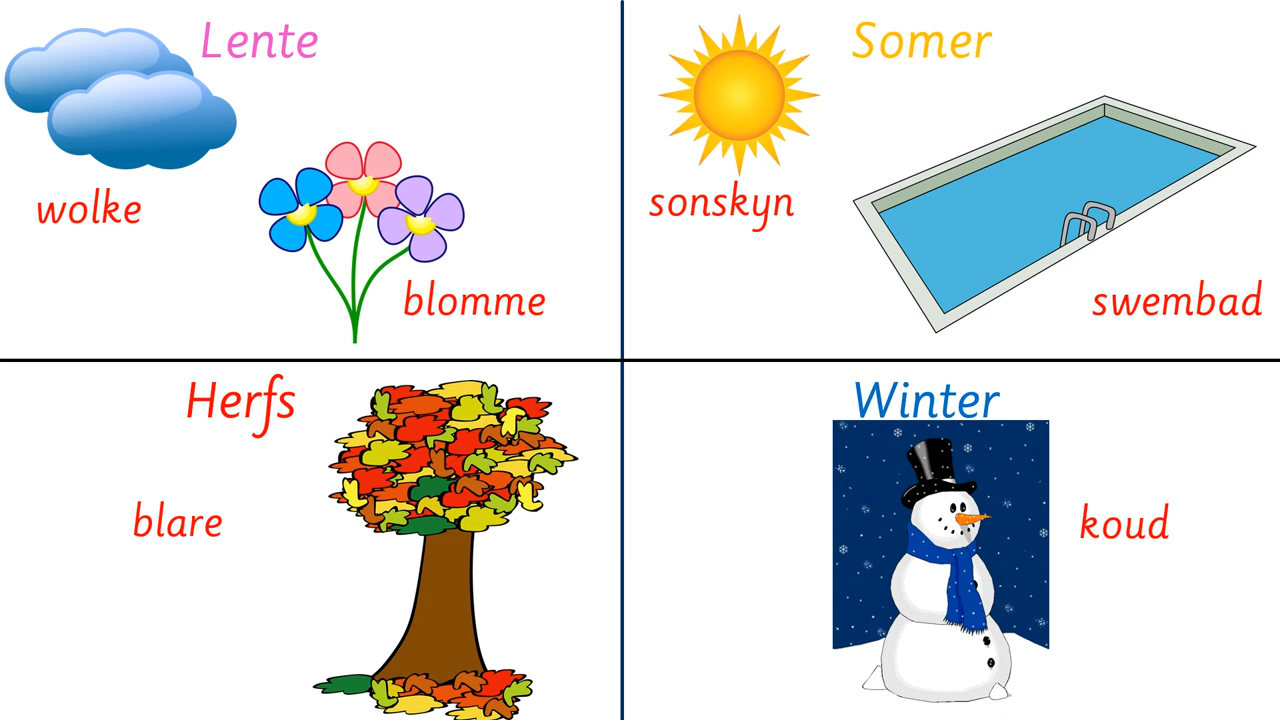 Lente
wolke
blomme
Somer
sonskyn
swembad
Herfs
blare
Winter
koud